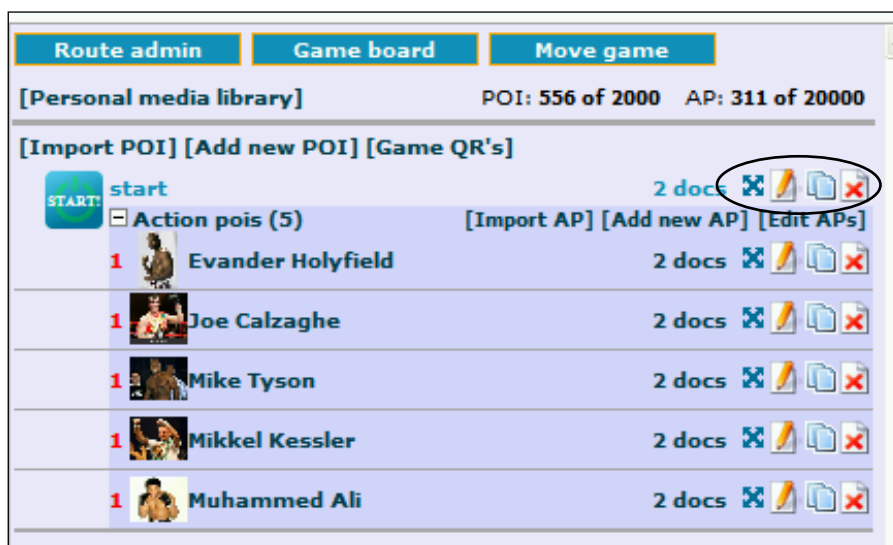 Route admin Game board Move game
[Personal media library] POI: 556 of 2000 AP: 311 of 20000
[Import POI] [Add new POI] [Game QR's]
START! start 2 docs
Action pois (5) [Import AP] [Add new AP] [Edit APs]
1 Evander Holyfield 2 docs
1 Joe Calzaghe 2 docs
1 Mike Tyson 2 docs
1 Mikkel Kessler 2 docs
1 Muhammed Ali 2 docs